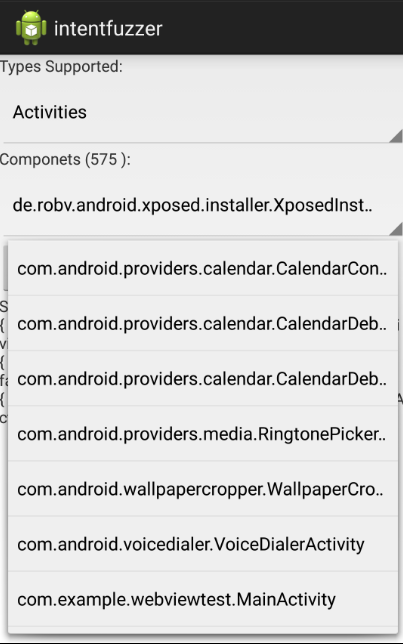 intentfuzzer
Types Supported:
Activities
Componets (575 ):
de.robv.android.xposed.installer.XposedInst..
com.android.providers.calendar.CalendarCon..
com.android.providers.calendar.CalendarDeb..
com.android.providers.calendar.CalendarDeb..
com.android.providers.media.RingtonePicker..
com.android.wallpapercropper.WallpaperCro..
com.android.voicedialer.VoiceDialerActivity
com.example.webviewtest.MainActivity